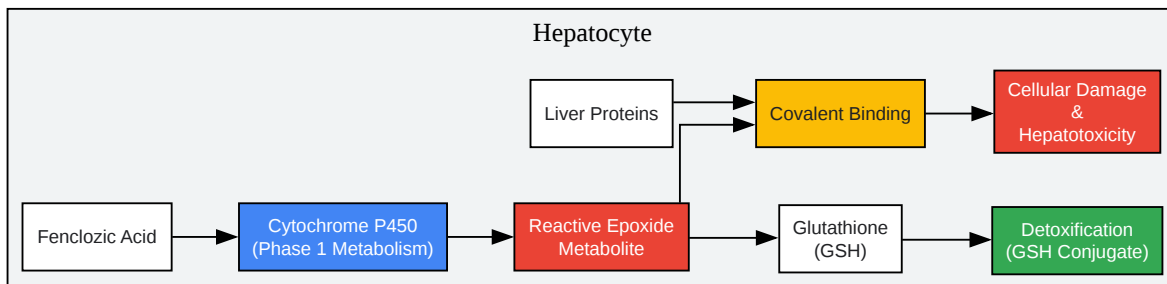 Hepatocyte
Liver Proteins
Covalent Binding
Cellular Damage
&
Hepatotoxicity
Fenclozic Acid
Cytochrome P450
(Phase 1 Metabolism)
Reactive Epoxide
Metabolite
Glutathione
(GSH)
Detoxification
(GSH Conjugate)